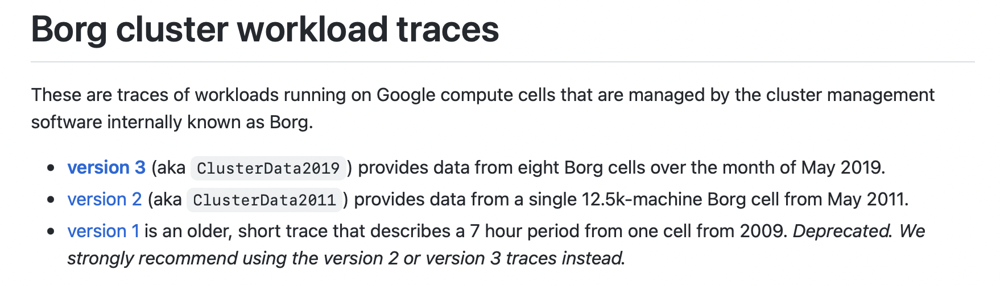 Borg cluster workload traces
These are traces of workloads running on Google compute cells that are managed by the cluster management
software internally known as Borg.
• version 3 (aka ClusterData2019) provides data from eight Borg cells over the month of May 2019.
• version 2 (aka ClusterData2011) provides data from a single 12.5k-machine Borg cell from May 2011.
• version 1 is an older, short trace that describes a 7 hour period from one cell from 2009. Deprecated. We
strongly recommend using the version 2 or version 3 traces instead.